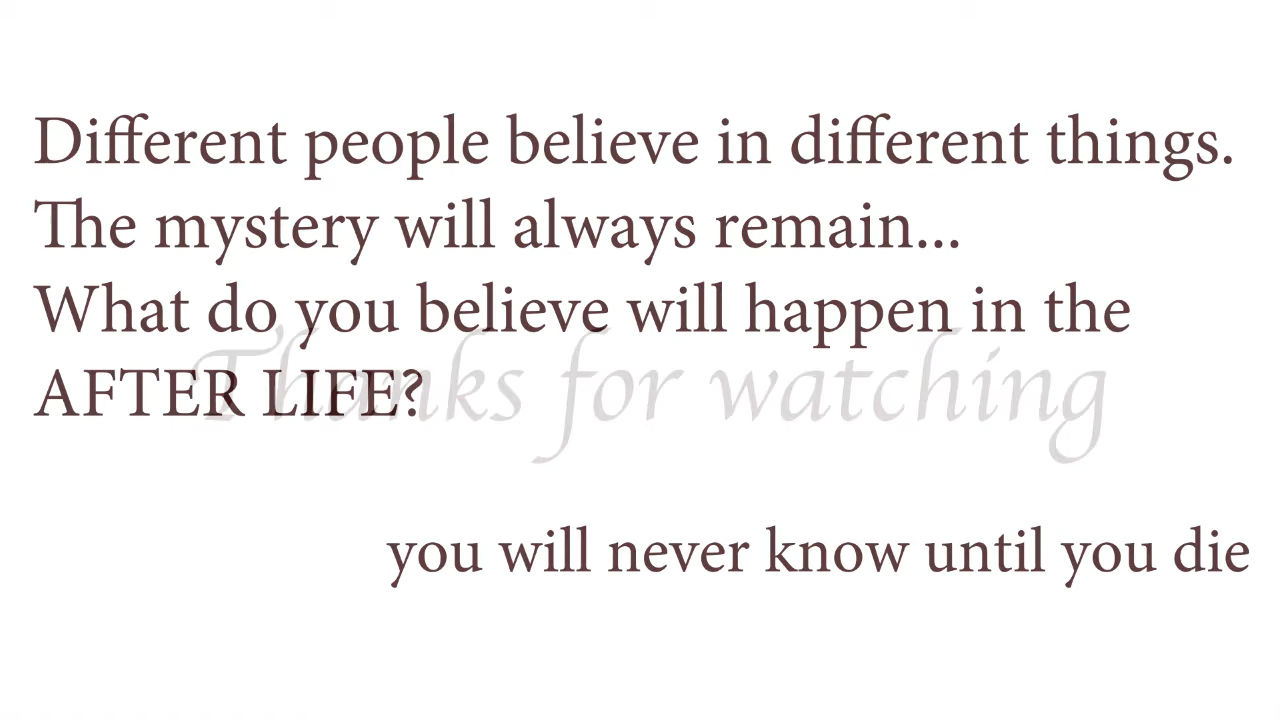 Different people believe in different things.
The mystery will always remain...
What do you believe will happen in the
AFTER LIFE?
Thanks for watching
you will never know until you die